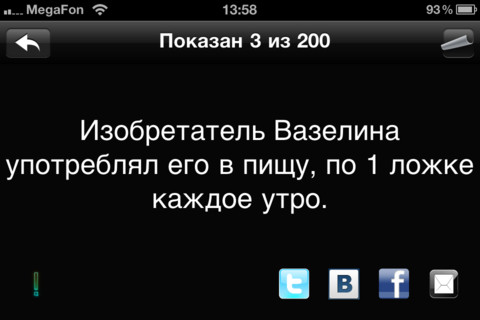 MegaFon 13:58 93 %
Показан 3 из 200
Изобретатель Вазелина
употреблял его в пищу, по 1 ложке
каждое утро.